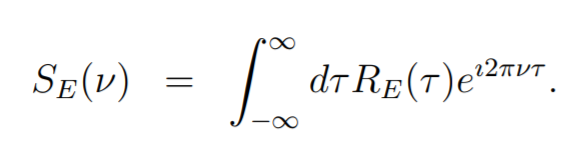 S_E(ν) = ∫_{-∞}^{∞} dτ R_E(τ) e^{ı2πντ}.